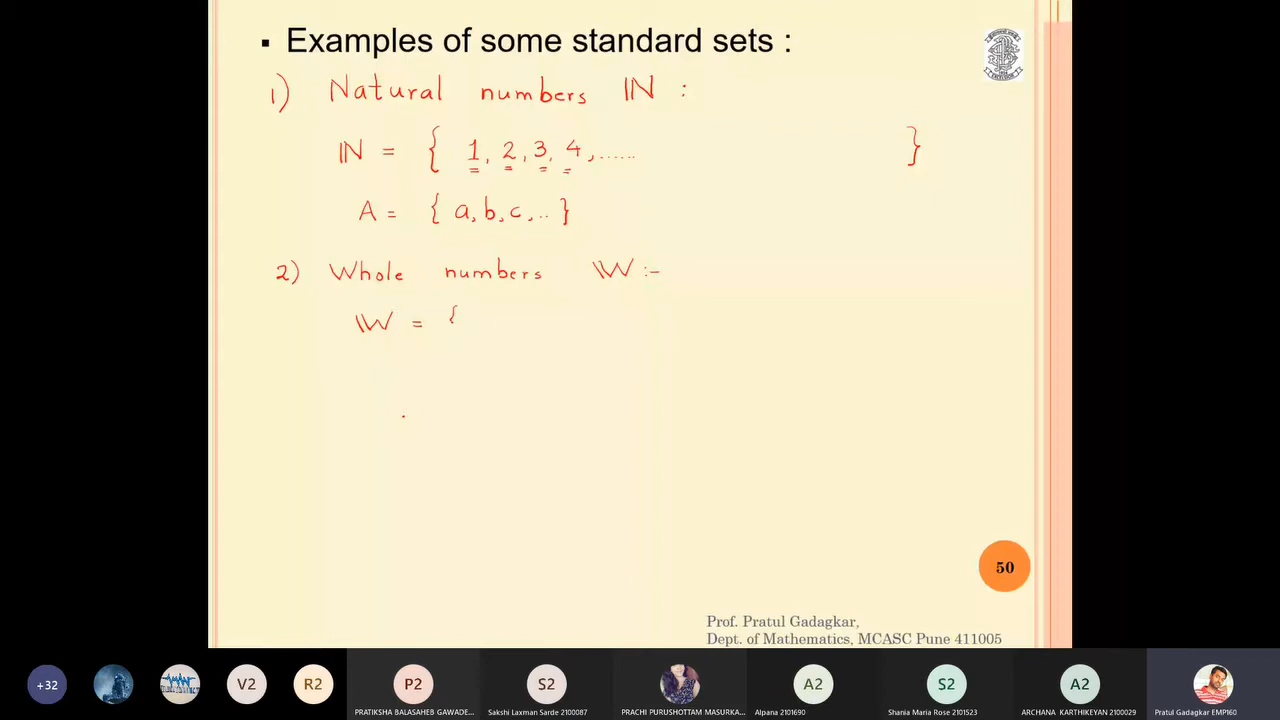 ▪ Examples of some standard sets :
1) Natural numbers ℕ :
ℕ = { 1, 2, 3, 4, ...... }
A = { a, b, c, .. }
2) Whole numbers 𝕎 :-
𝕎 = {
50
Prof. Pratul Gadagkar,
Dept. of Mathematics, MCASC Pune 411005
+32
V2
R2
P2
S2
A2
S2
A2
PRATIKSHA BALASAHEB GAWADE...
Sakshi Laxman Sarde 2100087
PRACHI PURUSHOTTAM MASURKA...
Alpana 2101690
Shania Maria Rose 2101523
ARCHANA KARTHIKEYAN 2100029
Pratul Gadagkar EMP160